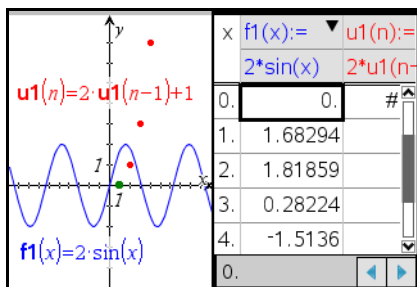 y
u1(n)=2·u1(n-1)+1
1
x
.1
f1(x)=2·sin(x)
x f1(x):= ▼ u1(n):=
2*sin(x) 2*u1(n-
0. 0. #
1. 1.68294
2. 1.81859
3. 0.28224
4. -1.5136
0.